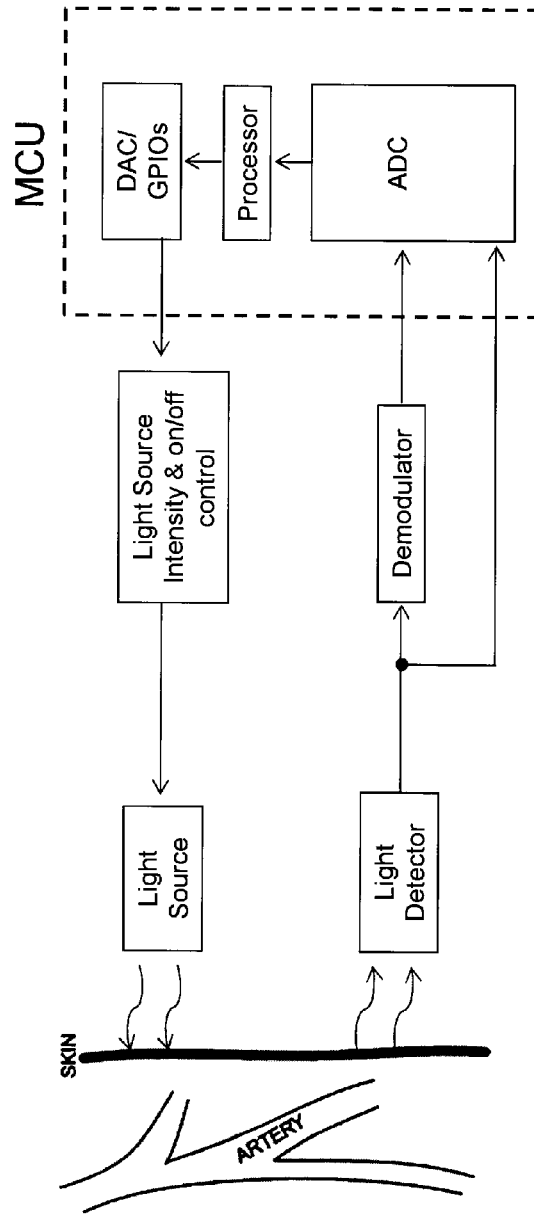 MCU
DAC/
GPIOs
Processor
ADC
Light Source
Intensity & on/off
control
Demodulator
Light
Source
Light
Detector
SKIN
ARTERY